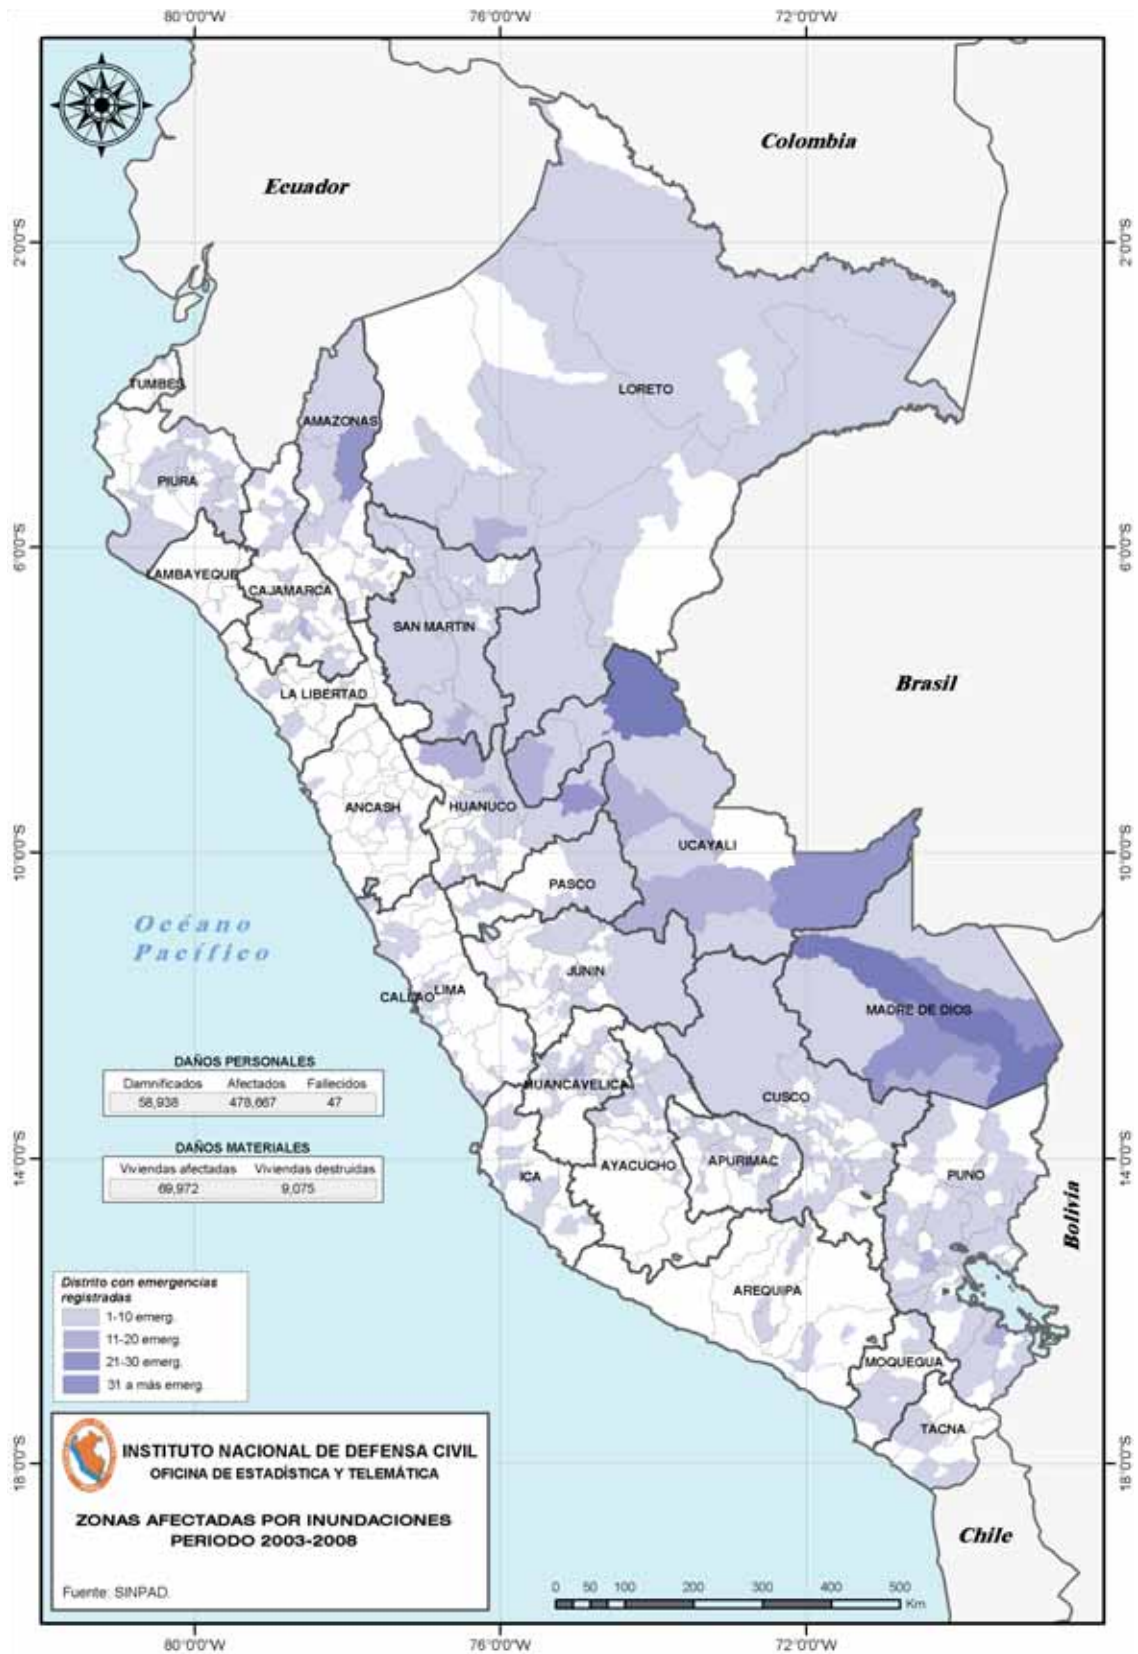 80°0'0"W 76°0'0"W 72°0'0"W
Colombia
Ecuador
2°0'0"S 2°0'0"S
TUMBES
LORETO
AMAZONAS
PIURA
6°0'0"S 6°0'0"S
LAMBAYEQUE
CAJAMARCA
SAN MARTIN
Brasil
LA LIBERTAD
ANCASH
HUANUCO
UCAYALI
10°0'0"S 10°0'0"S
PASCO
Océano
Pacífico
JUNIN
CALLAO
LIMA
MADRE DE DIOS
DAÑOS PERSONALES
Damnificados Afectados Fallecidos
58,938 478,667 47
HUANCAVELICA
CUSCO
DAÑOS MATERIALES
Viviendas afectadas Viviendas destruidas
69,972 9,075
14°0'0"S 14°0'0"S
AYACUCHO
APURIMAC
ICA
PUNO
Bolivia
AREQUIPA
Distrito con emergencias
registradas
1-10 emerg.
11-20 emerg.
21-30 emerg.
31 a más emerg.
MOQUEGUA
TACNA
18°0'0"S 18°0'0"S
INSTITUTO NACIONAL DE DEFENSA CIVIL
OFICINA DE ESTADÍSTICA Y TELEMÁTICA
ZONAS AFECTADAS POR INUNDACIONES
PERIODO 2003-2008
Fuente: SINPAD.
Chile
0 50 100 200 300 400 500
Km
80°0'0"W 76°0'0"W 72°0'0"W